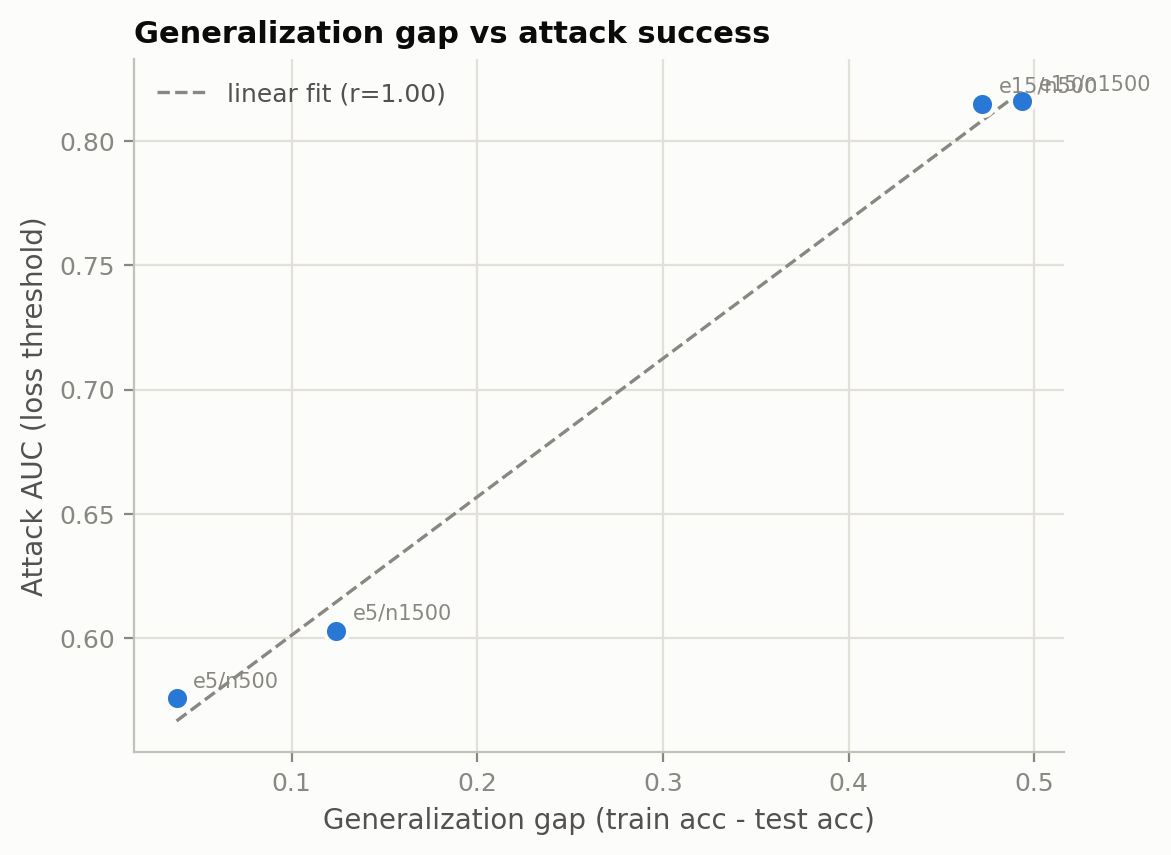 Generalization gap vs attack success
linear fit (r=1.00)
e15/n500
e15/n1500
e5/n1500
e5/n500
0.80
0.75
0.70
0.65
0.60
Attack AUC (loss threshold)
0.1
0.2
0.3
0.4
0.5
Generalization gap (train acc - test acc)